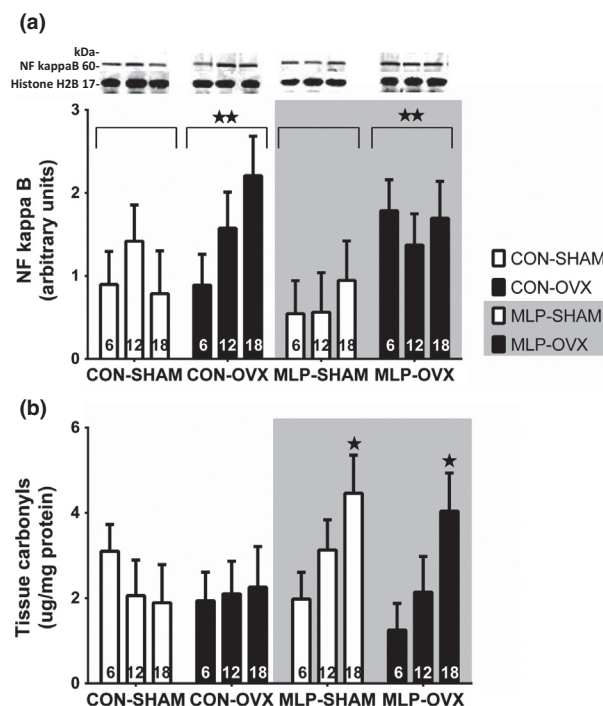 (a)
kDa-
NF kappaB 60-
Histone H2B 17-
3
2
1
0
NF kappa B
(arbitrary units)
★★
★★
6 12 18 6 12 18 6 12 18 6 12 18
CON-SHAM CON-OVX MLP-SHAM MLP-OVX
CON-SHAM
CON-OVX
MLP-SHAM
MLP-OVX
(b)
6
4
2
0
Tissue carbonyls
(ug/mg protein)
★
★
6 12 18 6 12 18 6 12 18 6 12 18
CON-SHAM CON-OVX MLP-SHAM MLP-OVX